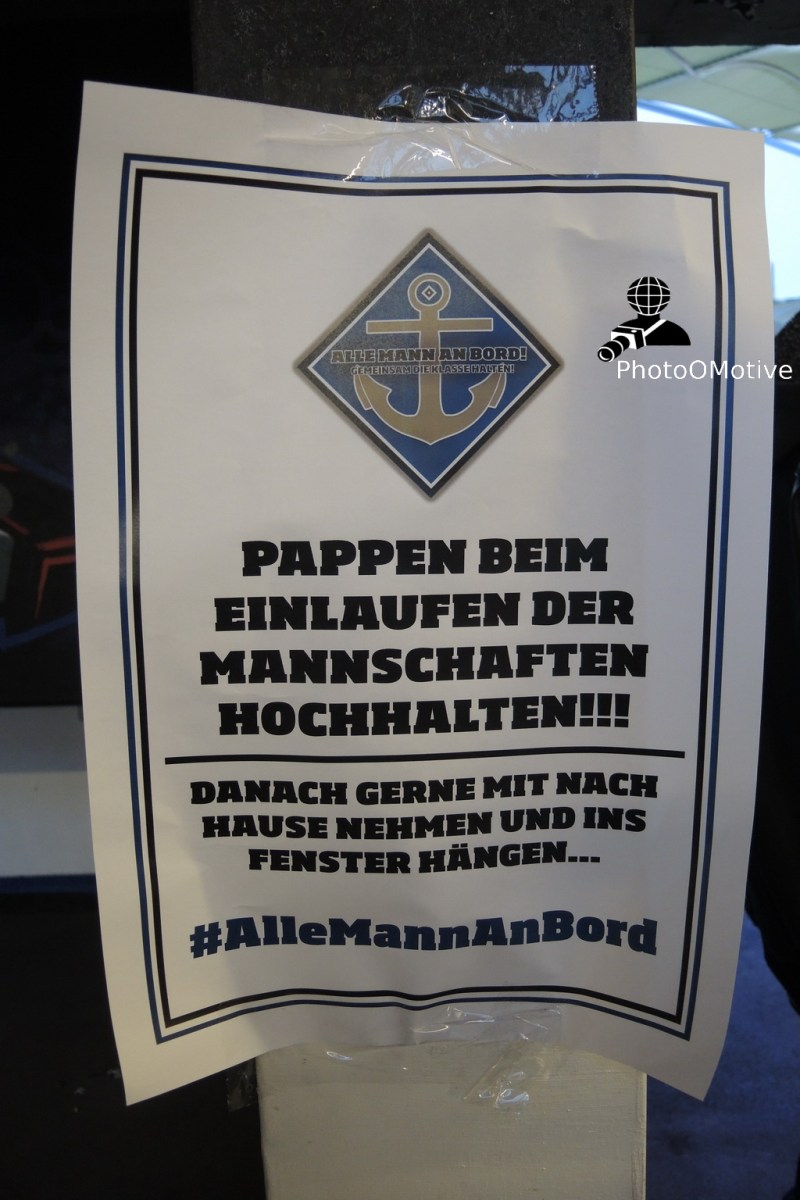 ALLE MANN AN BORD!
GEMEINSAM DIE KLASSE HALTEN!
PhotoOMotive
PAPPEN BEIM
EINLAUFEN DER
MANNSCHAFTEN
HOCHHALTEN!!!
DANACH GERNE MIT NACH
HAUSE NEHMEN UND INS
FENSTER HÄNGEN...
#AlleMannAnBord